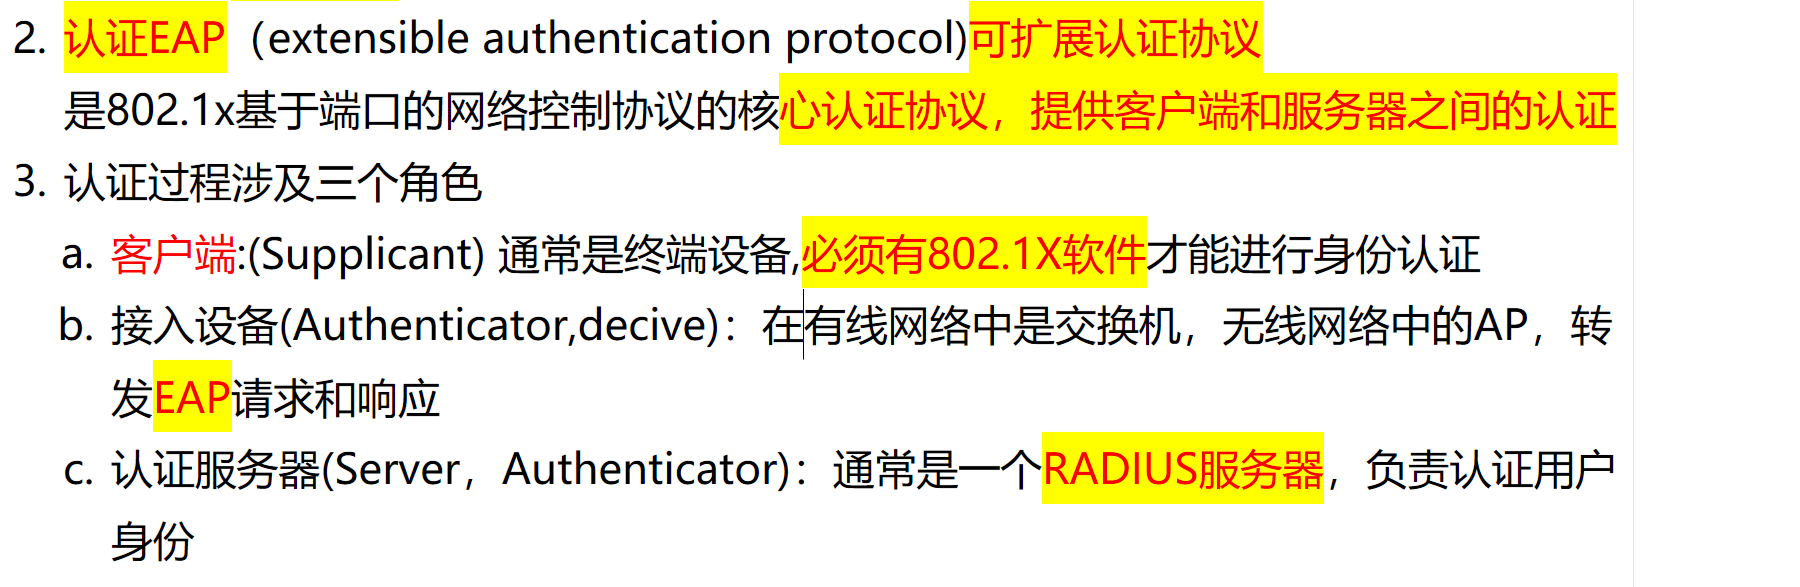 2. 认证EAP（extensible authentication protocol)可扩展认证协议
是802.1x基于端口的网络控制协议的核心认证协议，提供客户端和服务器之间的认证
3. 认证过程涉及三个角色
a. 客户端:(Supplicant) 通常是终端设备,必须有802.1X软件才能进行身份认证
b. 接入设备(Authenticator,decive)：在有线网络中是交换机，无线网络中的AP，转
发EAP请求和响应
c. 认证服务器(Server，Authenticator)：通常是一个RADIUS服务器，负责认证用户
身份